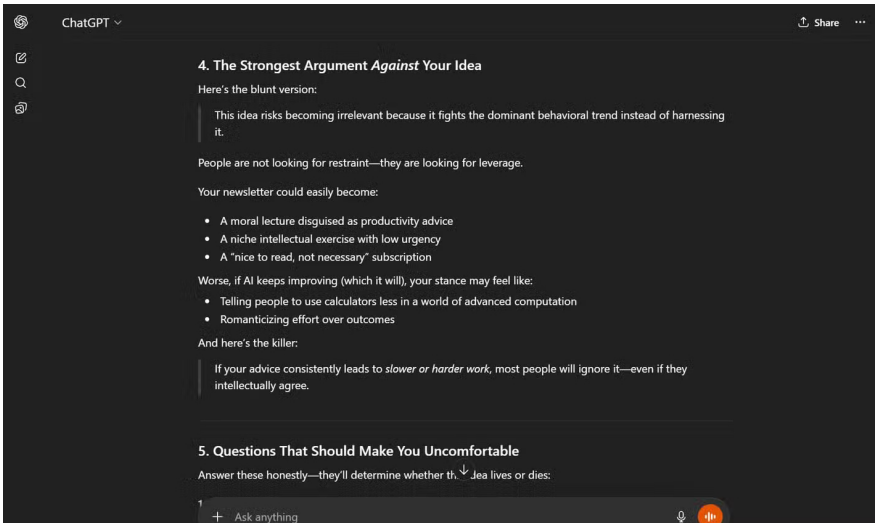 ChatGPT
Share
4. The Strongest Argument Against Your Idea
Here's the blunt version:
This idea risks becoming irrelevant because it fights the dominant behavioral trend instead of harnessing
it.
People are not looking for restraint—they are looking for leverage.
Your newsletter could easily become:
• A moral lecture disguised as productivity advice
• A niche intellectual exercise with low urgency
• A "nice to read, not necessary" subscription
Worse, if AI keeps improving (which it will), your stance may feel like:
• Telling people to use calculators less in a world of advanced computation
• Romanticizing effort over outcomes
And here's the killer:
If your advice consistently leads to slower or harder work, most people will ignore it—even if they
intellectually agree.
5. Questions That Should Make You Uncomfortable
Answer these honestly—they'll determine whether idea lives or dies:
Ask anything